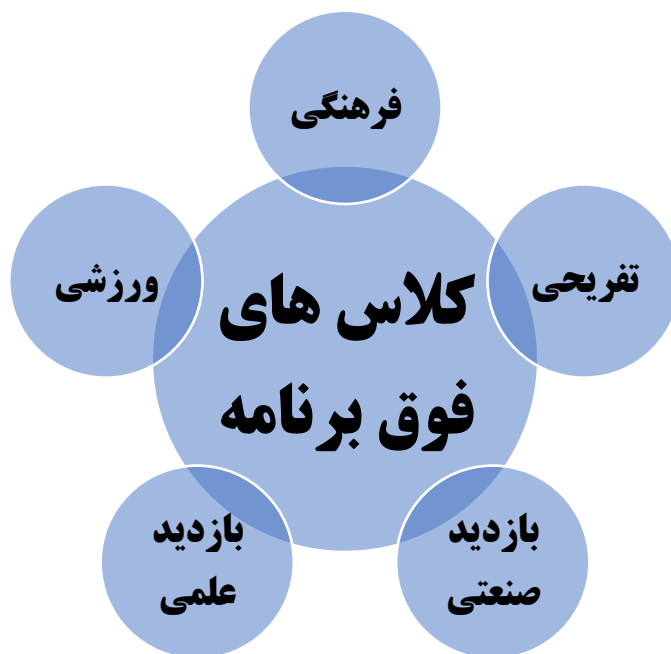 فرهنگی
تفریحی
ورزشی
کلاس های
فوق برنامه
بازدید
صنعتی
بازدید
علمی